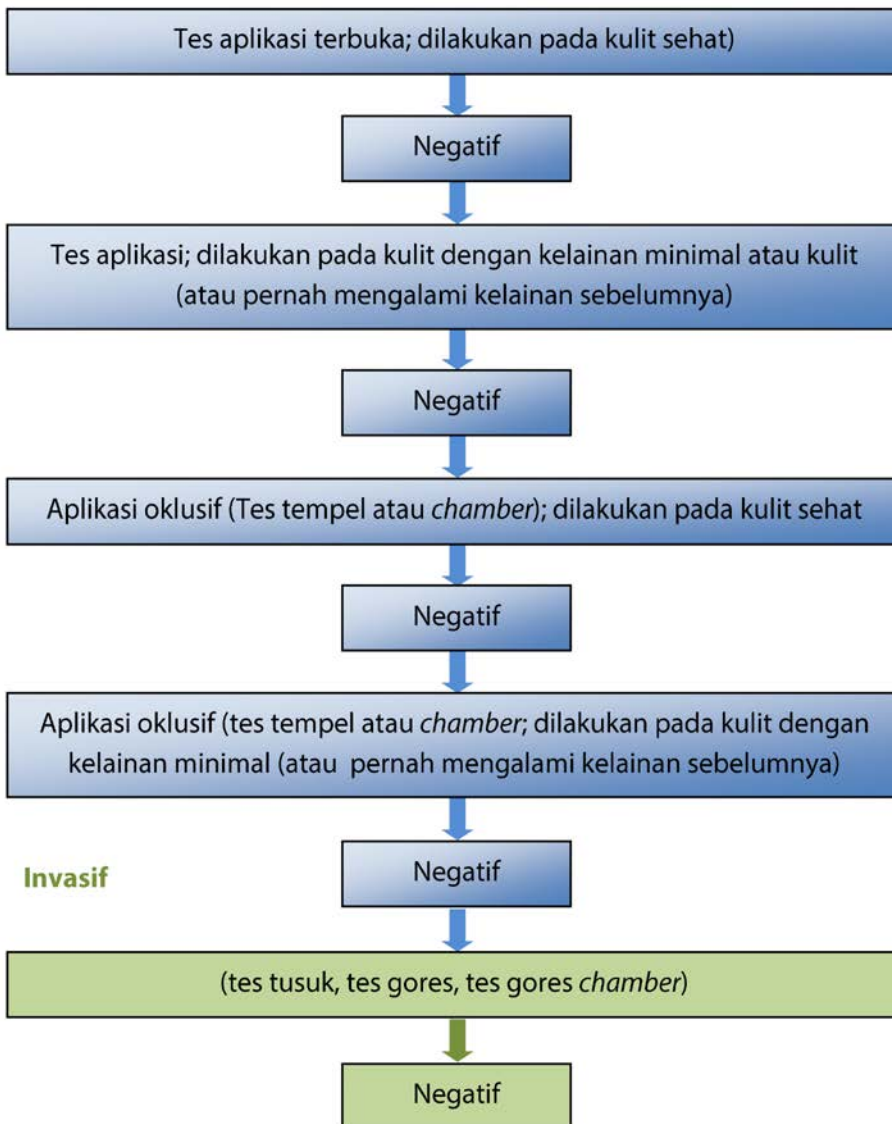 Tes aplikasi terbuka; dilakukan pada kulit sehat)
Negatif
Tes aplikasi; dilakukan pada kulit dengan kelainan minimal atau kulit
(atau pernah mengalami kelainan sebelumnya)
Negatif
Aplikasi oklusif (Tes tempel atau chamber); dilakukan pada kulit sehat
Negatif
Aplikasi oklusif (tes tempel atau chamber; dilakukan pada kulit dengan
kelainan minimal (atau pernah mengalami kelainan sebelumnya)
Negatif
Invasif
(tes tusuk, tes gores, tes gores chamber)
Negatif